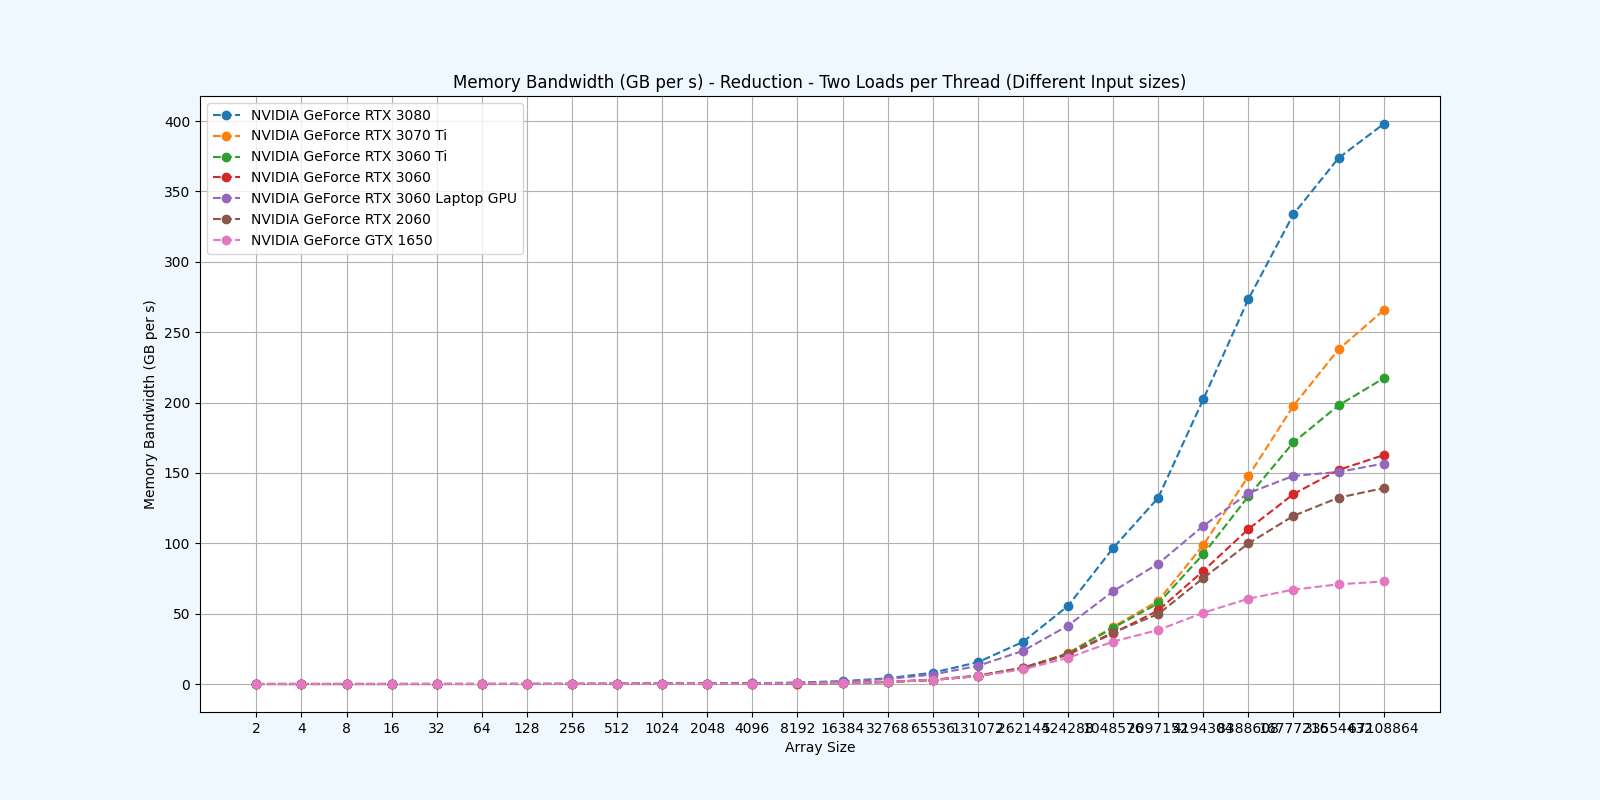 Memory Bandwidth (GB per s) - Reduction - Two Loads per Thread (Different Input sizes)
NVIDIA GeForce RTX 3080
NVIDIA GeForce RTX 3070 Ti
NVIDIA GeForce RTX 3060 Ti
NVIDIA GeForce RTX 3060
NVIDIA GeForce RTX 3060 Laptop GPU
NVIDIA GeForce RTX 2060
NVIDIA GeForce GTX 1650
400
350
300
250
200
150
100
50
0
Memory Bandwidth (GB per s)
2 4 8 16 32 64 128 256 512 1024 2048 4096 8192 16384 32768 65536 131072 262144 524288 1048576 2097152 4194304 8388608 16777216 33554432 67108864
Array Size